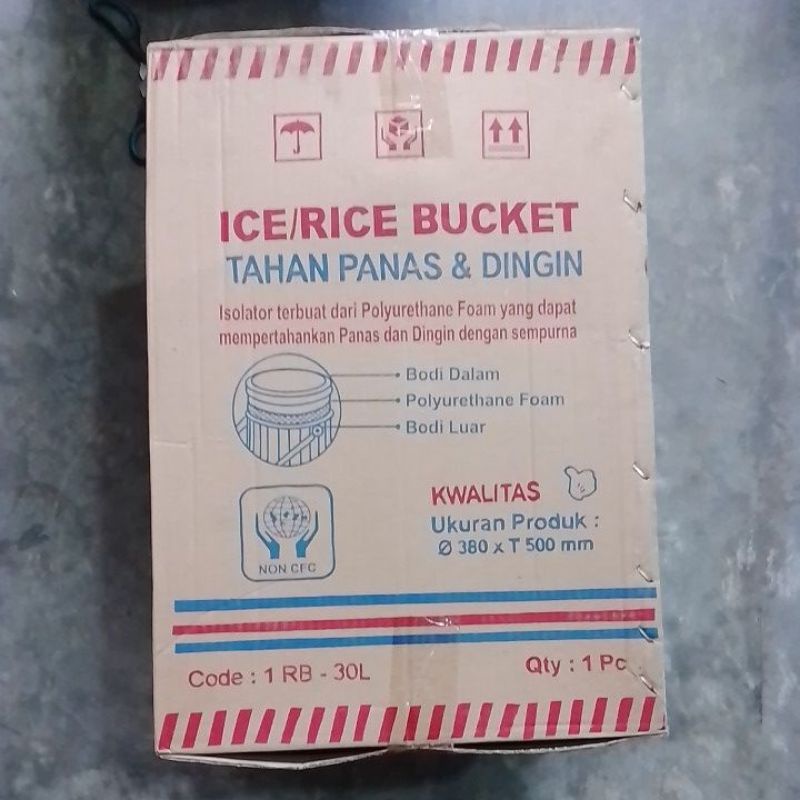 ICE/RICE BUCKET
TAHAN PANAS & DINGIN
Isolator terbuat dari Polyurethane Foam yang dapat
mempertahankan Panas dan Dingin dengan sempurna
Bodi Dalam
Polyurethane Foam
Bodi Luar
KWALITAS
Ukuran Produk :
Ø 380 x T 500 mm
NON CFC
Code : 1 RB - 30L
Qty : 1 Pc